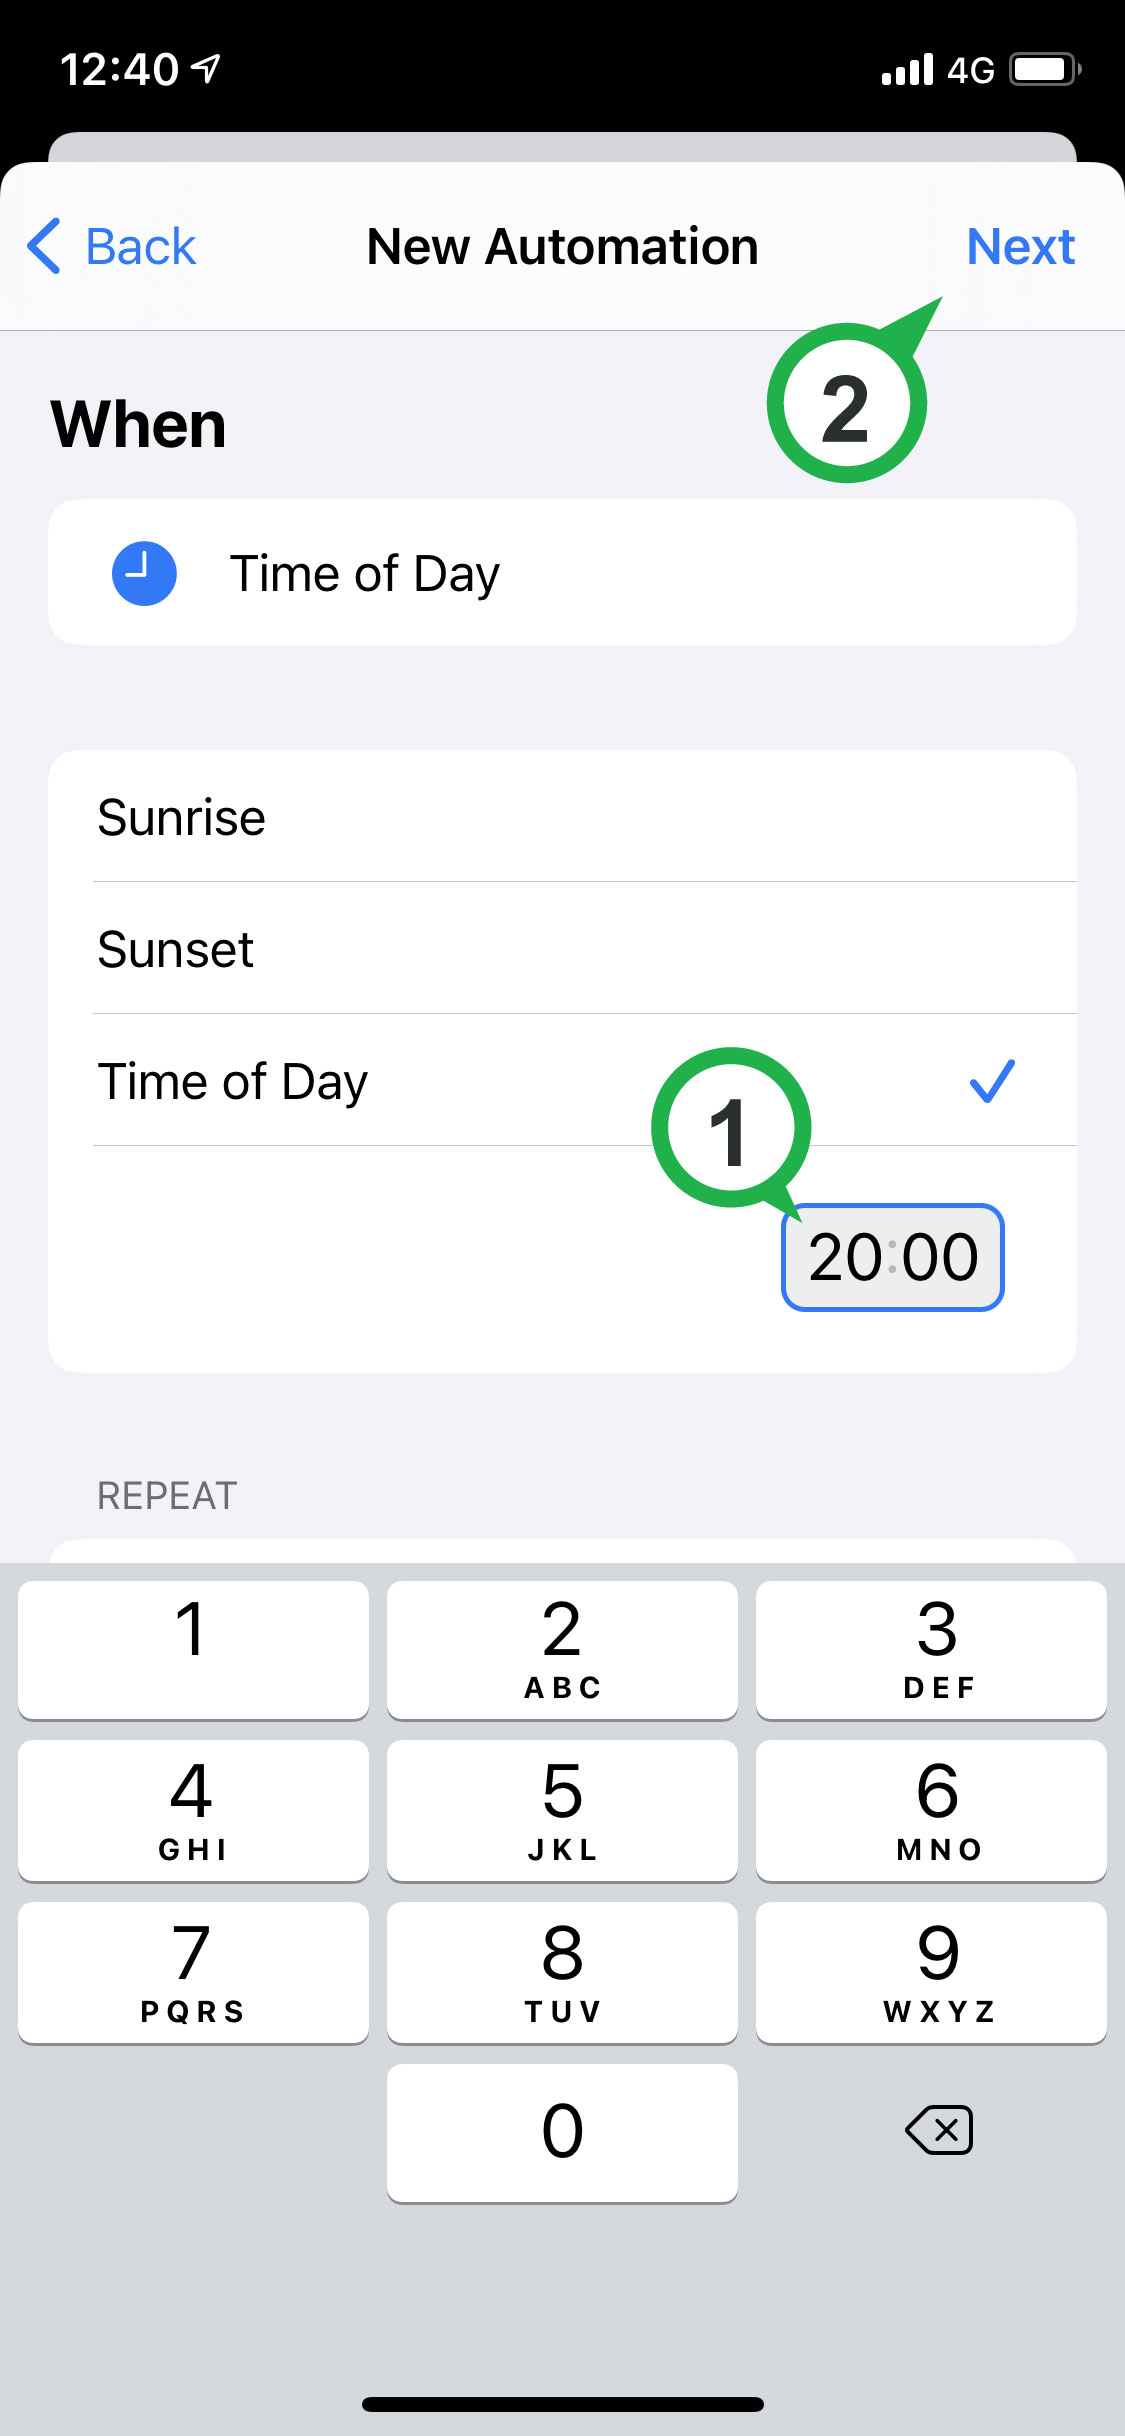 12:40 4G
Back New Automation Next
2
When
Time of Day
Sunrise
Sunset
Time of Day
1
20:00
REPEAT
1 2 3
ABC DEF
4 5 6
GHI JKL MNO
7 8 9
PQRS TUV WXYZ
0